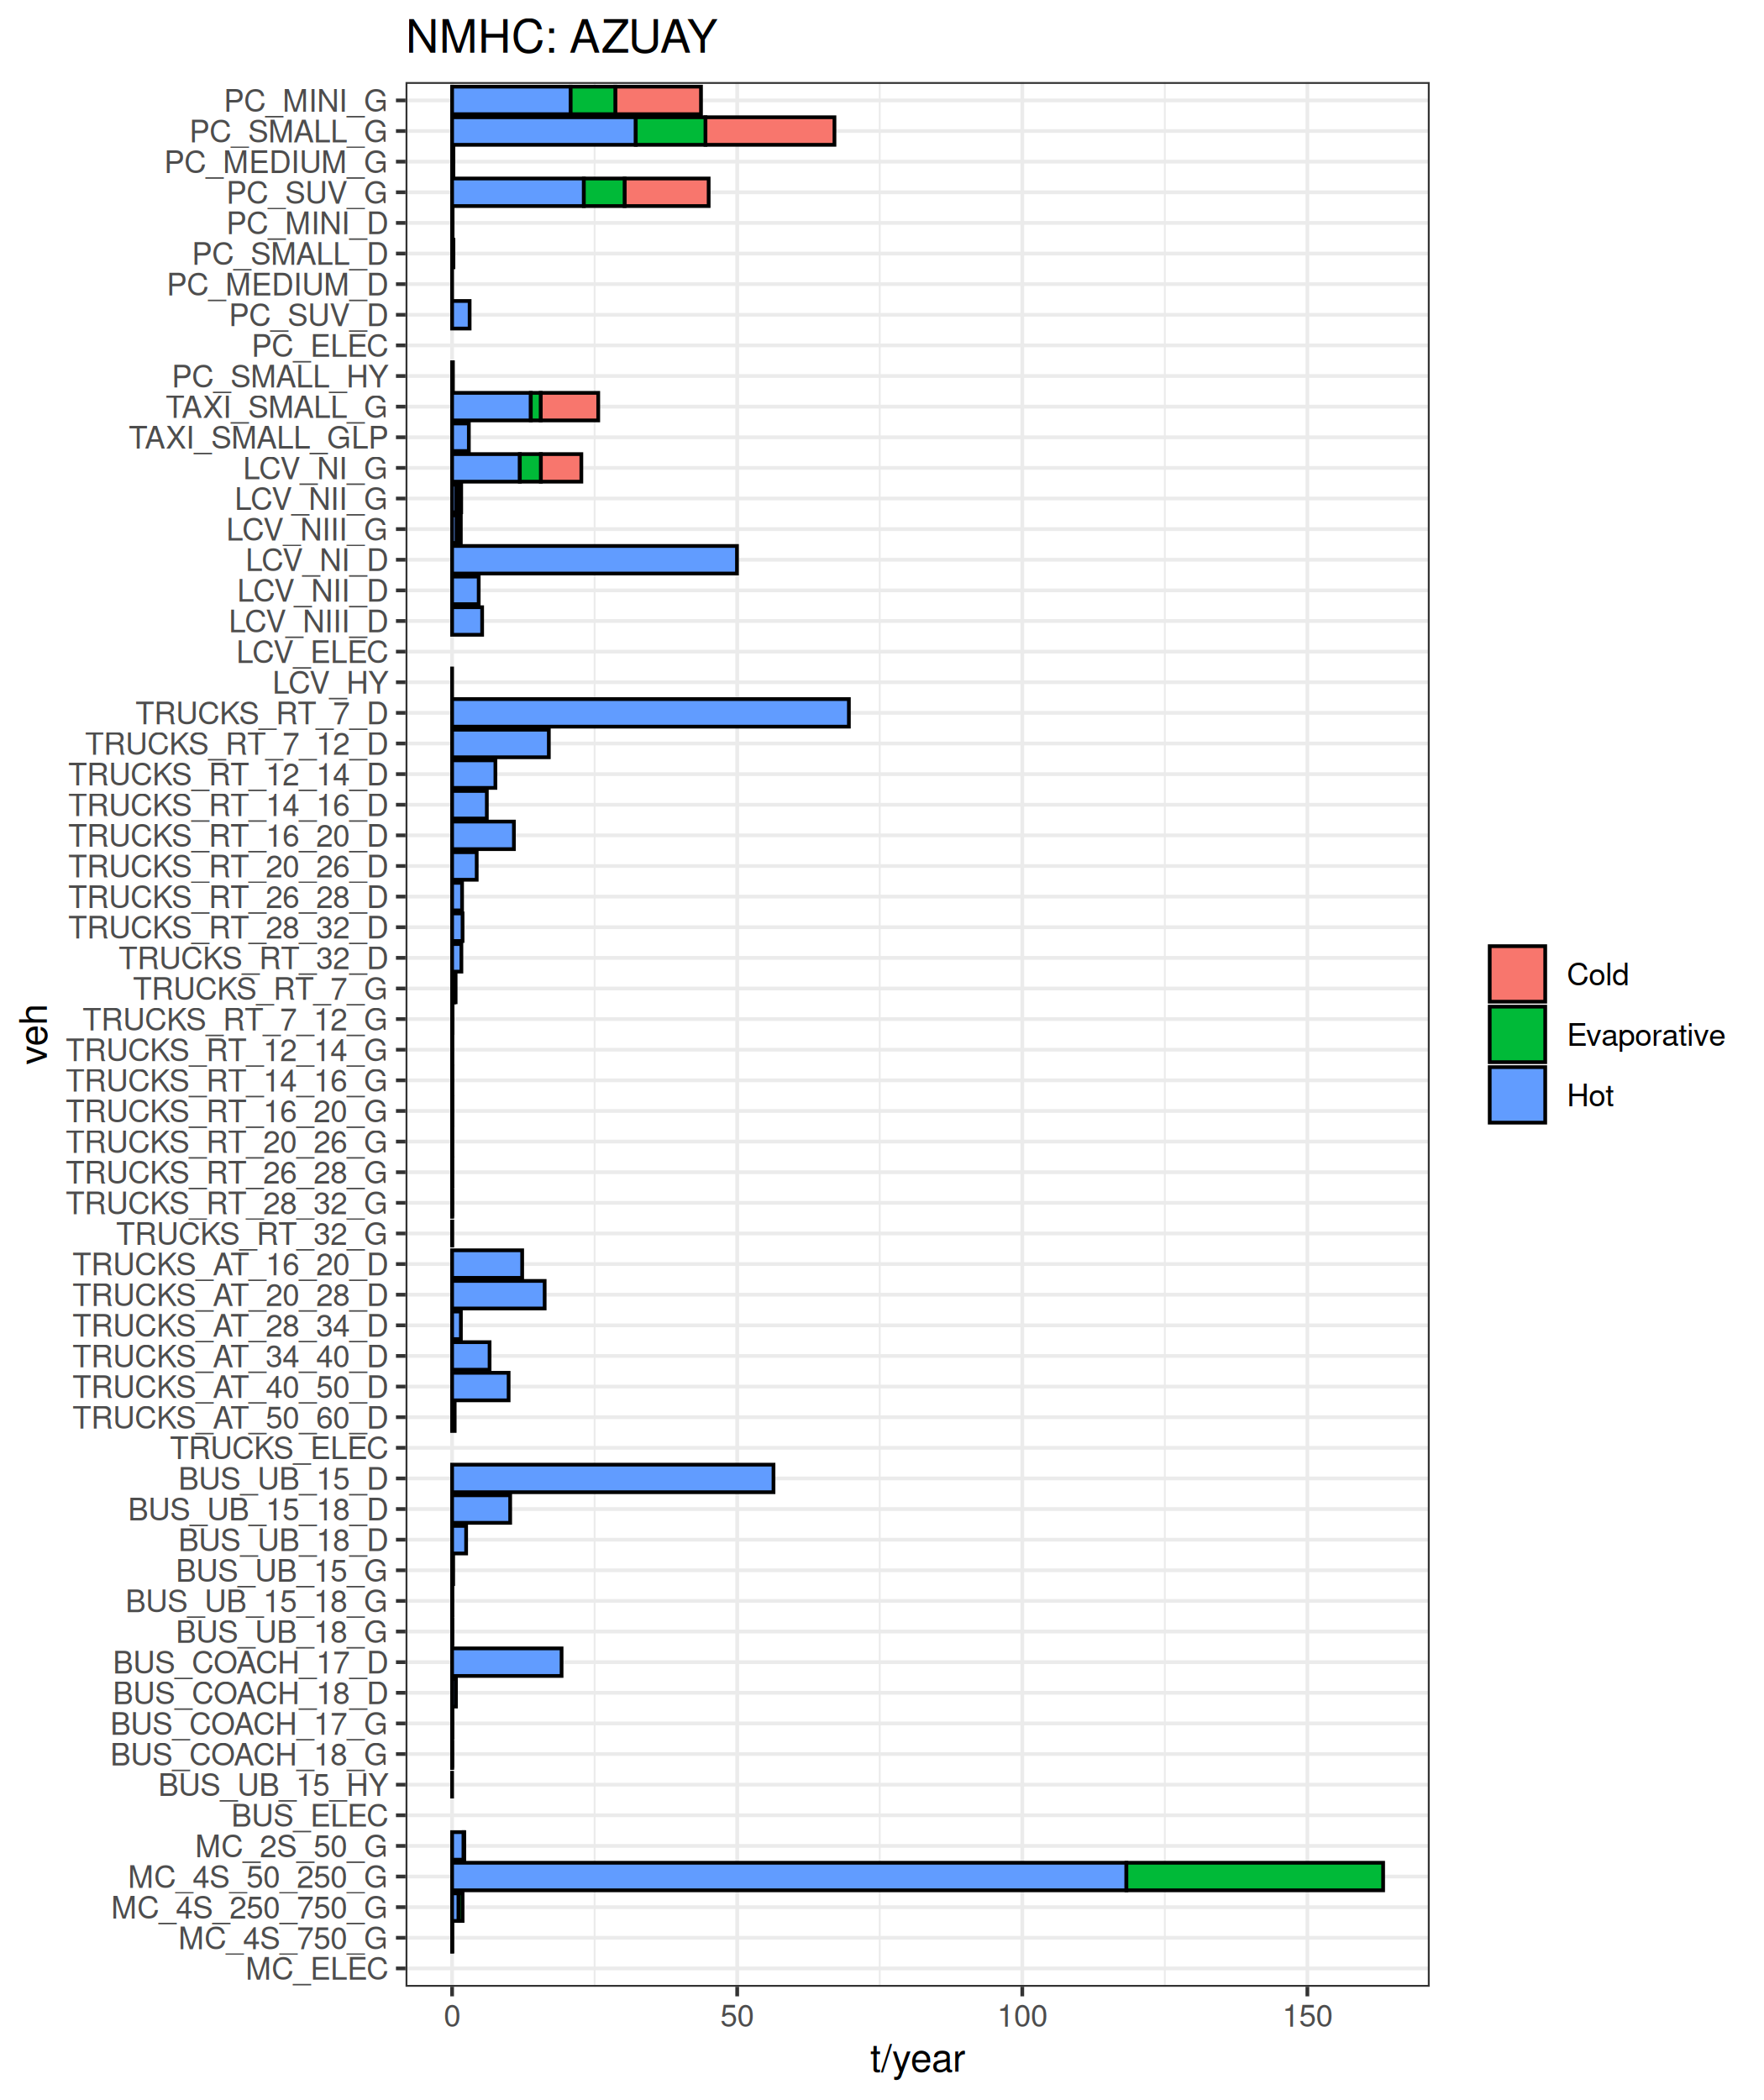 NMHC: AZUAY
PC_MINI_G
PC_SMALL_G
PC_MEDIUM_G
PC_SUV_G
PC_MINI_D
PC_SMALL_D
PC_MEDIUM_D
PC_SUV_D
PC_ELEC
PC_SMALL_HY
TAXI_SMALL_G
TAXI_SMALL_GLP
LCV_NI_G
LCV_NII_G
LCV_NIII_G
LCV_NI_D
LCV_NII_D
LCV_NIII_D
LCV_ELEC
LCV_HY
TRUCKS_RT_7_D
TRUCKS_RT_7_12_D
TRUCKS_RT_12_14_D
TRUCKS_RT_14_16_D
TRUCKS_RT_16_20_D
TRUCKS_RT_20_26_D
TRUCKS_RT_26_28_D
TRUCKS_RT_28_32_D
TRUCKS_RT_32_D
TRUCKS_RT_7_G
TRUCKS_RT_7_12_G
TRUCKS_RT_12_14_G
TRUCKS_RT_14_16_G
TRUCKS_RT_16_20_G
TRUCKS_RT_20_26_G
TRUCKS_RT_26_28_G
TRUCKS_RT_28_32_G
TRUCKS_RT_32_G
TRUCKS_AT_16_20_D
TRUCKS_AT_20_28_D
TRUCKS_AT_28_34_D
TRUCKS_AT_34_40_D
TRUCKS_AT_40_50_D
TRUCKS_AT_50_60_D
TRUCKS_ELEC
BUS_UB_15_D
BUS_UB_15_18_D
BUS_UB_18_D
BUS_UB_15_G
BUS_UB_15_18_G
BUS_UB_18_G
BUS_COACH_17_D
BUS_COACH_18_D
BUS_COACH_17_G
BUS_COACH_18_G
BUS_UB_15_HY
BUS_ELEC
MC_2S_50_G
MC_4S_50_250_G
MC_4S_250_750_G
MC_4S_750_G
MC_ELEC
veh
0 50 100 150
t/year
Cold
Evaporative
Hot